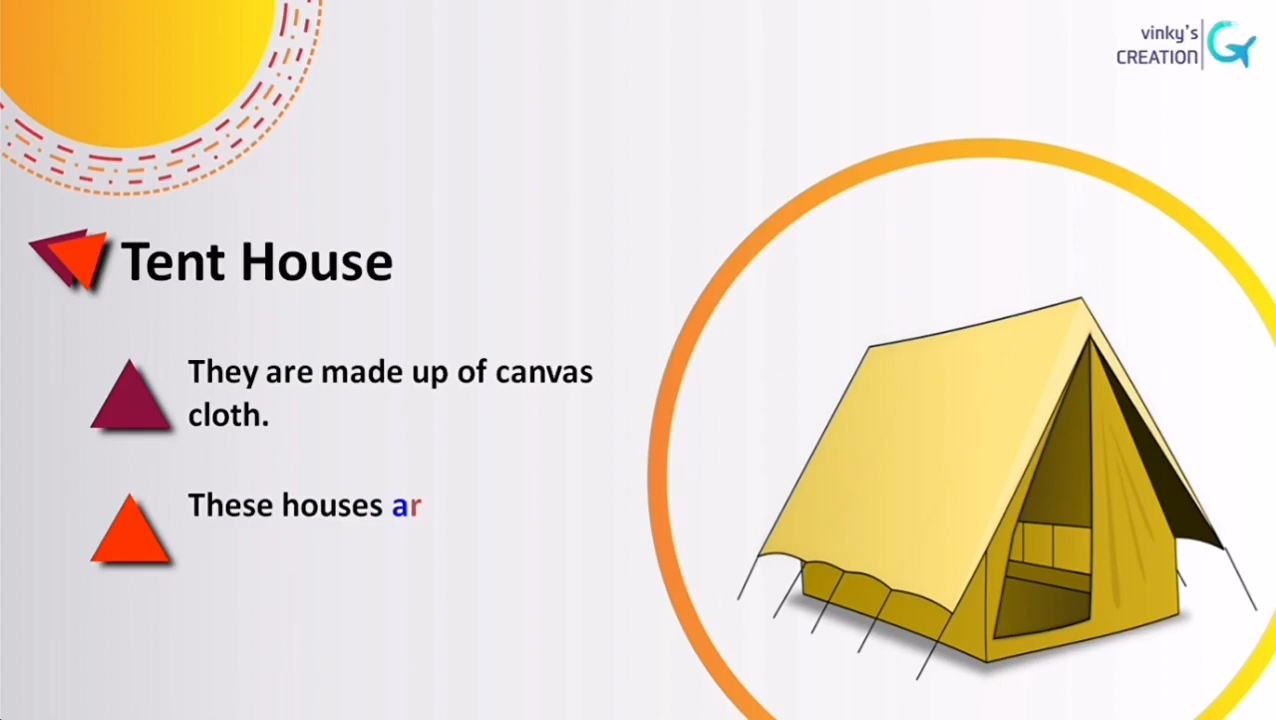 vinky's
CREATION
Tent House
They are made up of canvas
cloth.
These houses ar